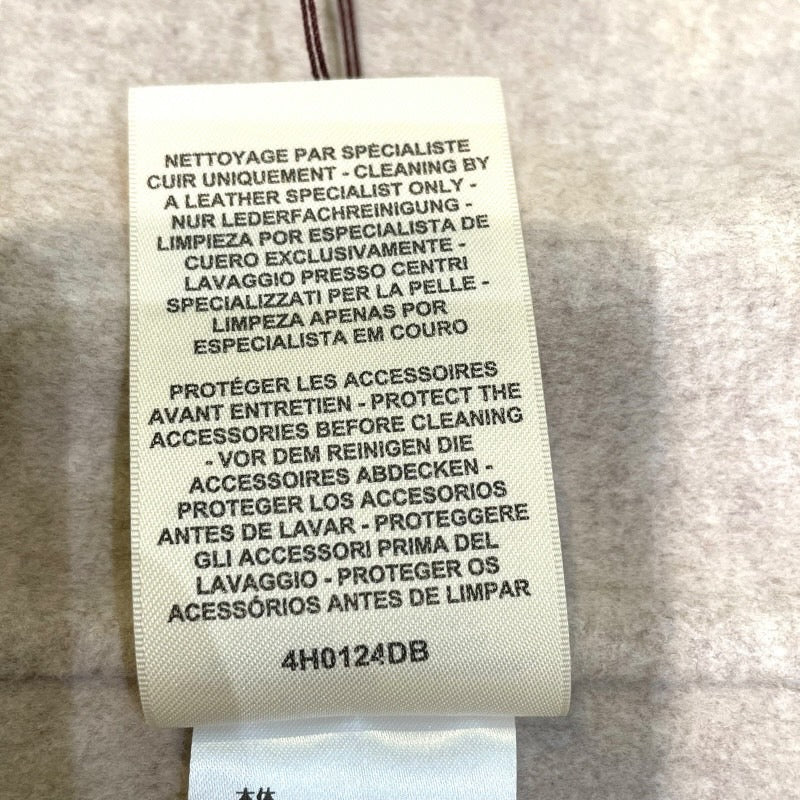 NETTOYAGE PAR SPÉCIALISTE
CUIR UNIQUEMENT - CLEANING BY
A LEATHER SPECIALIST ONLY -
NUR LEDERFACHREINIGUNG -
LIMPIEZA POR ESPECIALISTA DE
CUERO EXCLUSIVAMENTE -
LAVAGGIO PRESSO CENTRI
SPECIALIZZATI PER LA PELLE -
LIMPEZA APENAS POR
ESPECIALISTA EM COURO
PROTÉGER LES ACCESSOIRES
AVANT ENTRETIEN - PROTECT THE
ACCESSORIES BEFORE CLEANING
- VOR DEM REINIGEN DIE
ACCESSOIRES ABDECKEN -
PROTEGER LOS ACCESORIOS
ANTES DE LAVAR - PROTEGGERE
GLI ACCESSORI PRIMA DEL
LAVAGGIO - PROTEGER OS
ACESSÓRIOS ANTES DE LIMPAR
4H0124DB
本体